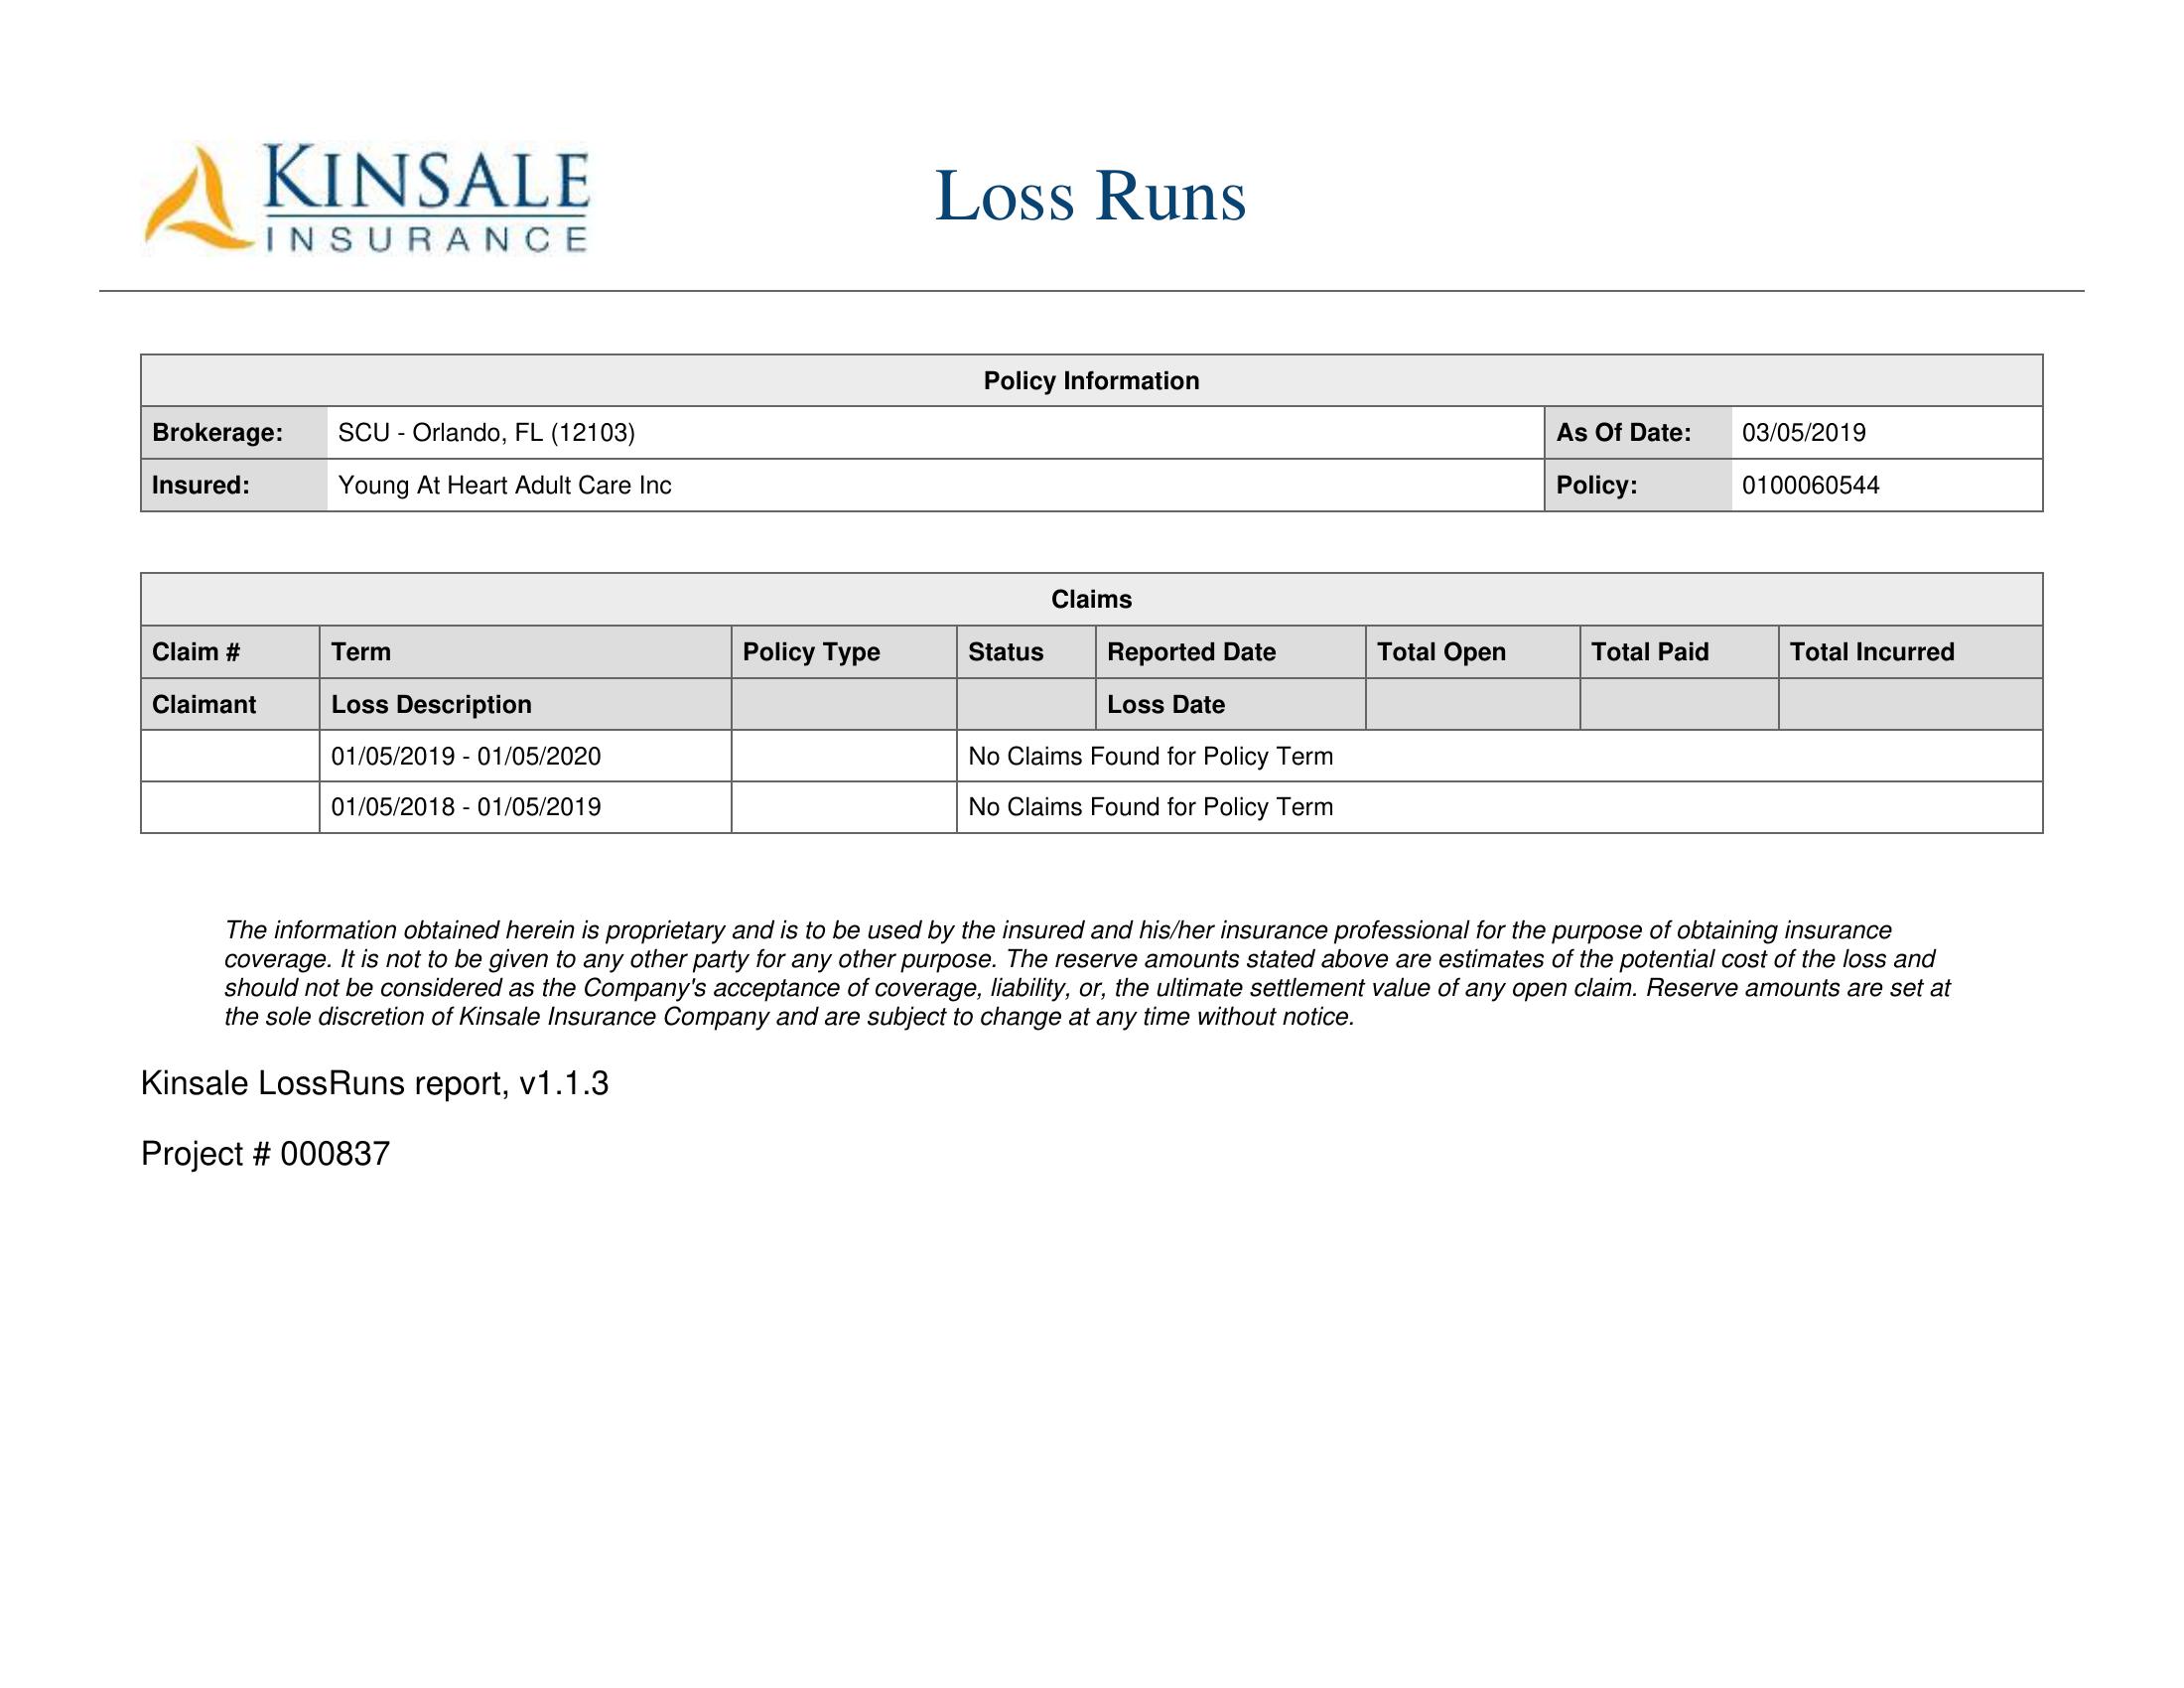 KINSALE
INSURANCE
Loss Runs
Policy Information
Brokerage: SCU - Orlando, FL (12103) As Of Date: 03/05/2019
Insured: Young At Heart Adult Care Inc Policy: 0100060544
Claims
Claim # Term Policy Type Status Reported Date Total Open Total Paid Total Incurred
Claimant Loss Description Loss Date
01/05/2019 - 01/05/2020 No Claims Found for Policy Term
01/05/2018 - 01/05/2019 No Claims Found for Policy Term
The information obtained herein is proprietary and is to be used by the insured and his/her insurance professional for the purpose of obtaining insurance
coverage. It is not to be given to any other party for any other purpose. The reserve amounts stated above are estimates of the potential cost of the loss and
should not be considered as the Company's acceptance of coverage, liability, or, the ultimate settlement value of any open claim. Reserve amounts are set at
the sole discretion of Kinsale Insurance Company and are subject to change at any time without notice.
Kinsale LossRuns report, v1.1.3
Project # 000837